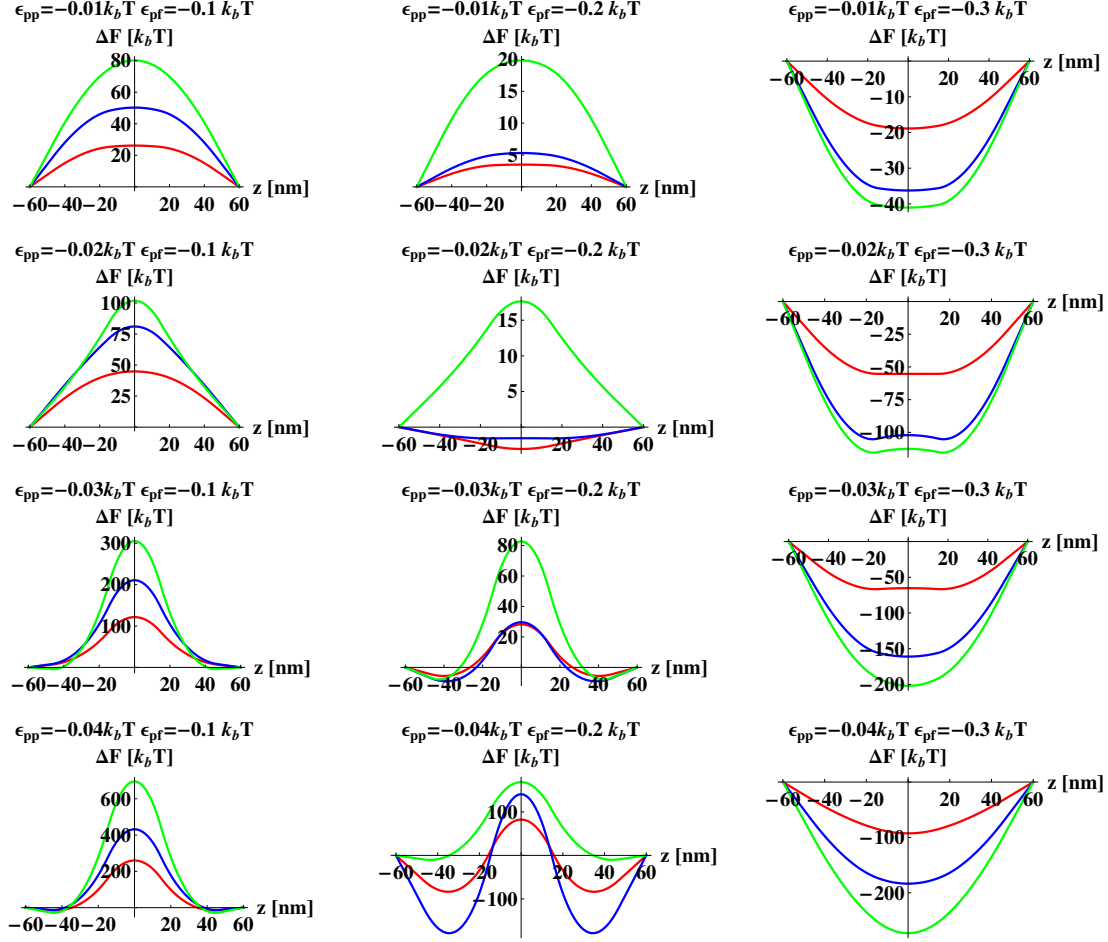 ϵpp=−0.01kbT ϵpf=−0.1 kbT
ΔF [kbT]
80
60
40
20
z [nm]
−60 −40 −20 20 40 60
ϵpp=−0.01kbT ϵpf=−0.2 kbT
ΔF [kbT]
20
15
10
5
z [nm]
−60 −40 −20 20 40 60
ϵpp=−0.01kbT ϵpf=−0.3 kbT
ΔF [kbT]
z [nm]
−60 −40 −20 20 40 60
−10
−20
−30
−40
ϵpp=−0.02kbT ϵpf=−0.1 kbT
ΔF [kbT]
100
75
50
25
z [nm]
−60 −40 −20 20 40 60
ϵpp=−0.02kbT ϵpf=−0.2 kbT
ΔF [kbT]
15
10
5
z [nm]
−60 −40 −20 20 40 60
ϵpp=−0.02kbT ϵpf=−0.3 kbT
ΔF [kbT]
z [nm]
−60 −40 −20 20 40 60
−25
−50
−75
−100
ϵpp=−0.03kbT ϵpf=−0.1 kbT
ΔF [kbT]
300
200
100
z [nm]
−60 −40 −20 20 40 60
ϵpp=−0.03kbT ϵpf=−0.2 kbT
ΔF [kbT]
80
60
40
20
z [nm]
−60 −40 −20 20 40 60
ϵpp=−0.03kbT ϵpf=−0.3 kbT
ΔF [kbT]
z [nm]
−60 −40 −20 20 40 60
−50
−100
−150
−200
ϵpp=−0.04kbT ϵpf=−0.1 kbT
ΔF [kbT]
600
400
200
z [nm]
−60 −40 −20 20 40 60
ϵpp=−0.04kbT ϵpf=−0.2 kbT
ΔF [kbT]
100
z [nm]
−60 −40 −20 20 40 60
−100
ϵpp=−0.04kbT ϵpf=−0.3 kbT
ΔF [kbT]
z [nm]
−60 −40 −20 20 40 60
−100
−200